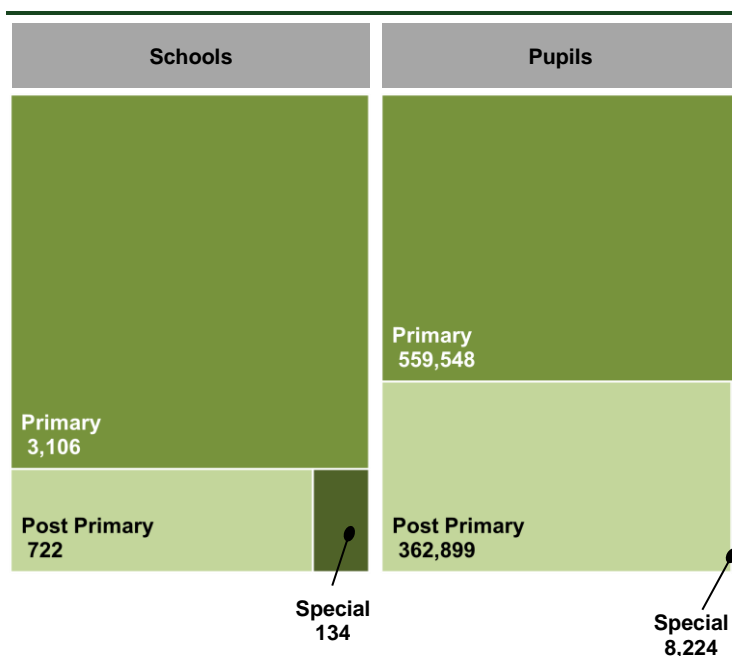 Schools
Pupils
Primary
3,106
Post Primary
722
Special
134
Primary
559,548
Post Primary
362,899
Special
8,224